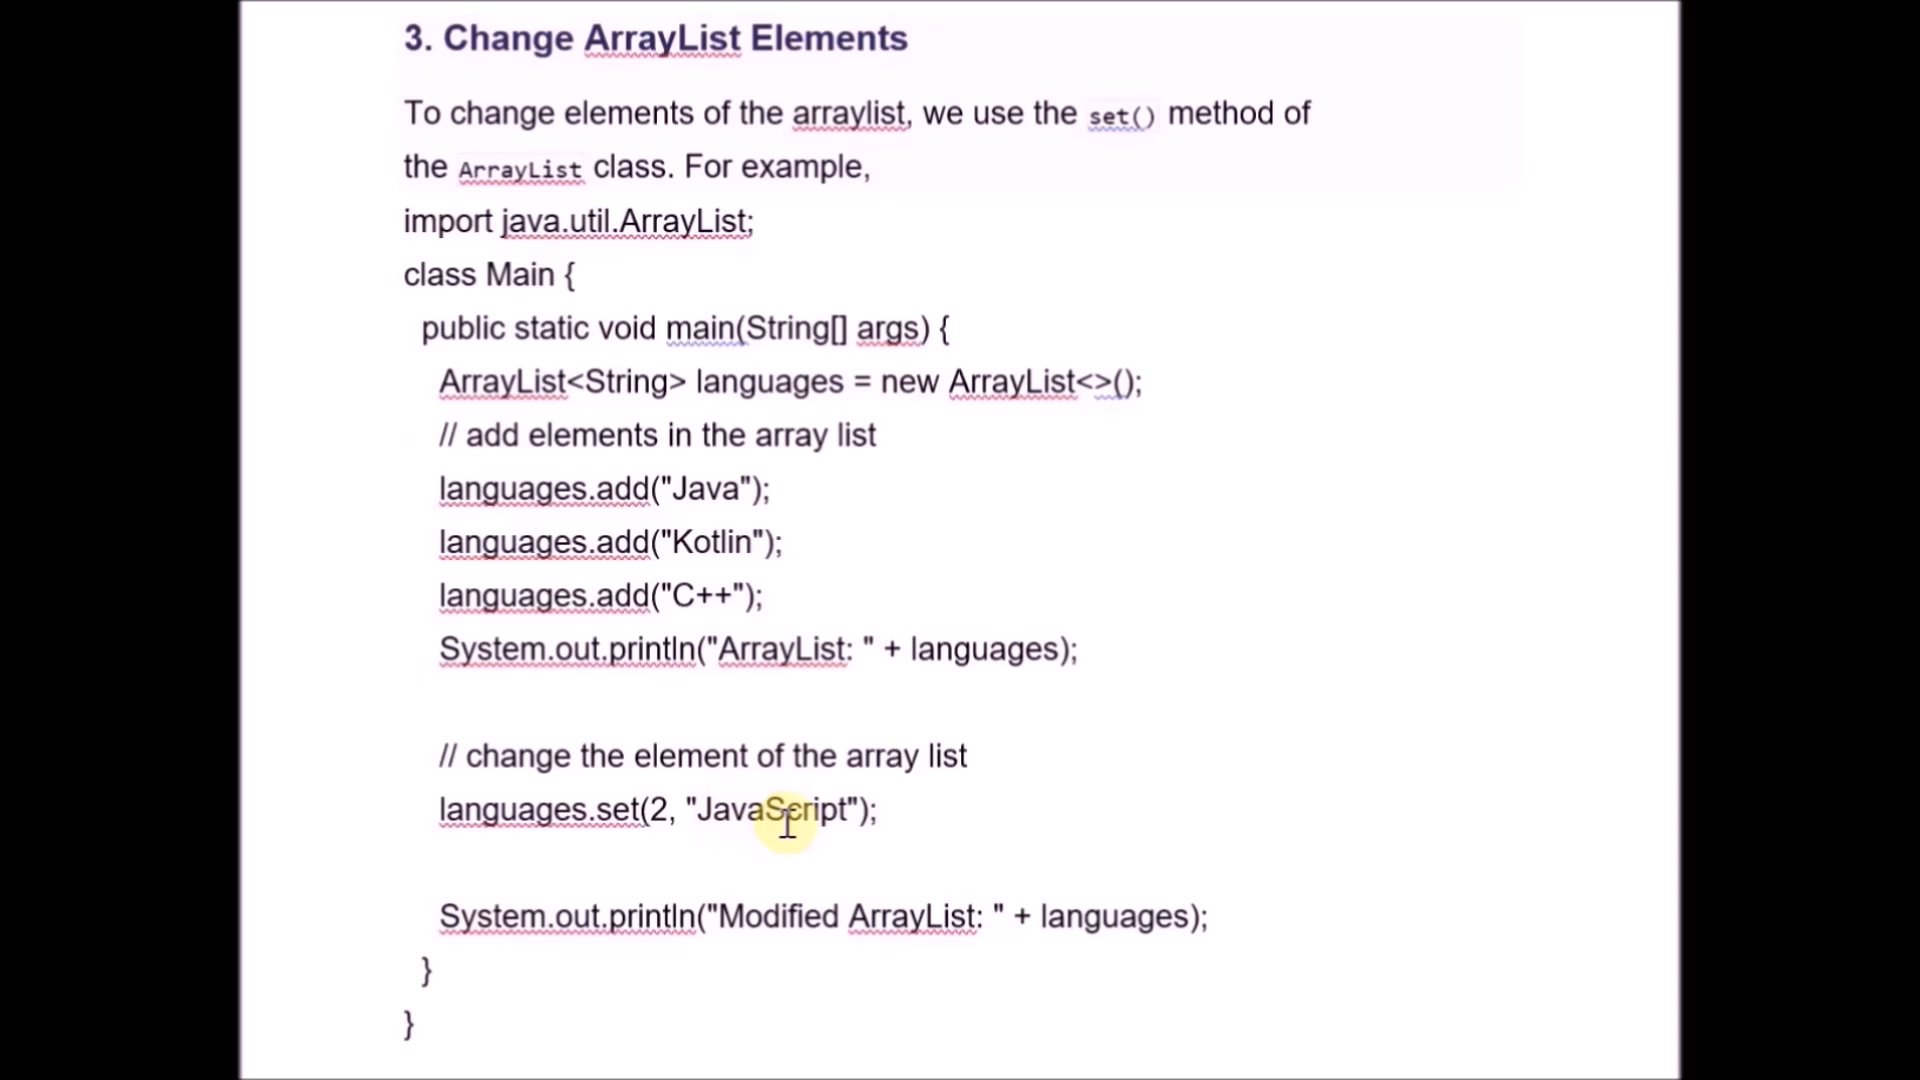 3. Change ArrayList Elements
To change elements of the arraylist, we use the set() method of
the ArrayList class. For example,
import java.util.ArrayList;
class Main {
public static void main(String[] args) {
ArrayList<String> languages = new ArrayList<>();
// add elements in the array list
languages.add("Java");
languages.add("Kotlin");
languages.add("C++");
System.out.println("ArrayList: " + languages);
// change the element of the array list
languages.set(2, "JavaScript");
System.out.println("Modified ArrayList: " + languages);
}
}